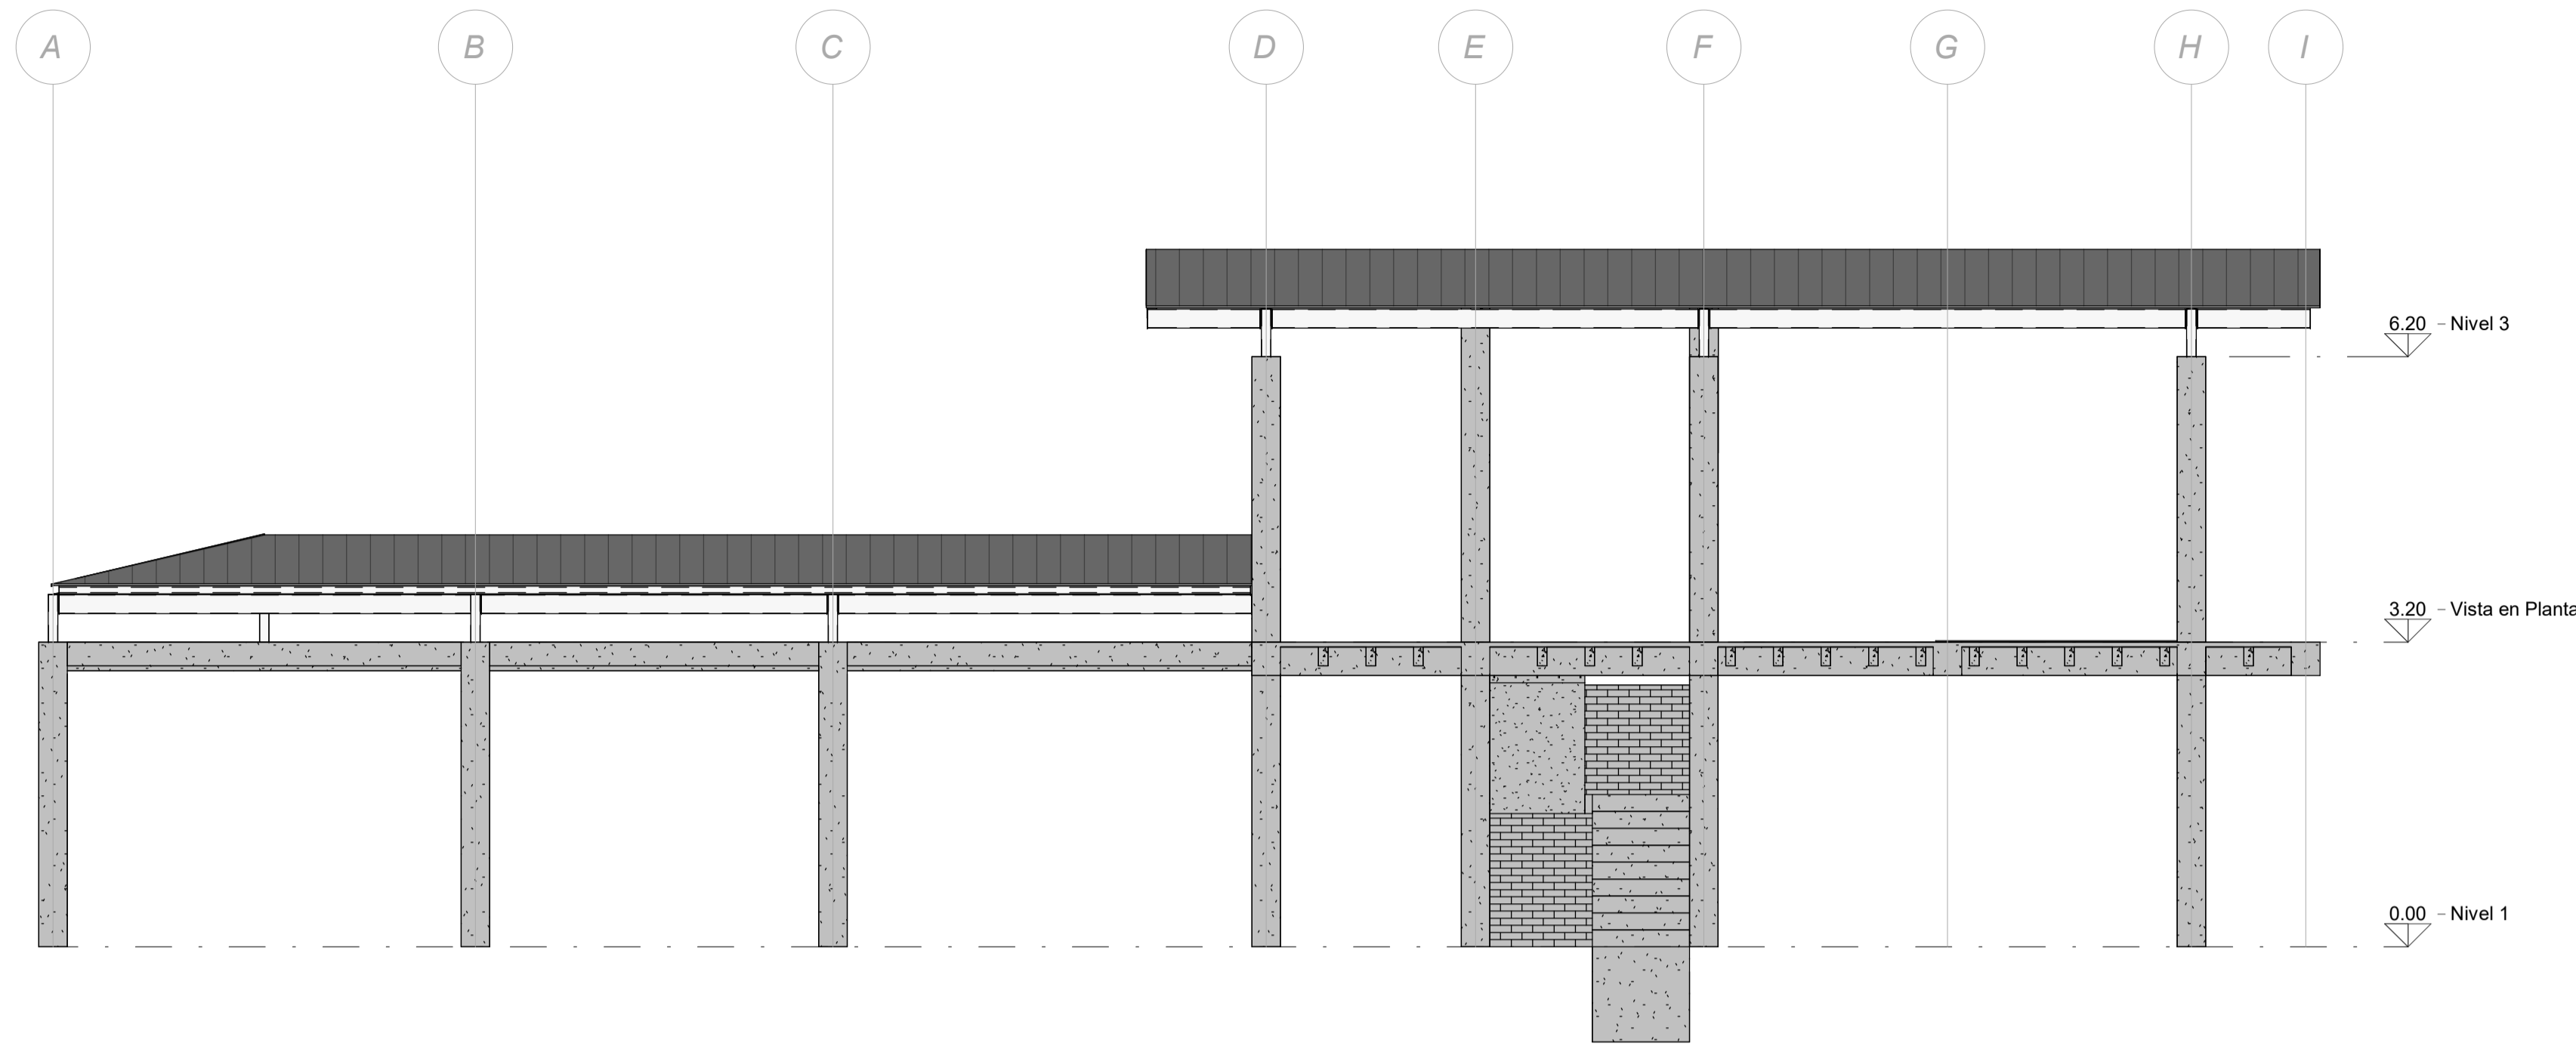 A B C D E F G H I
6.20 – Nivel 3
3.20 – Vista en Planta
0.00 – Nivel 1